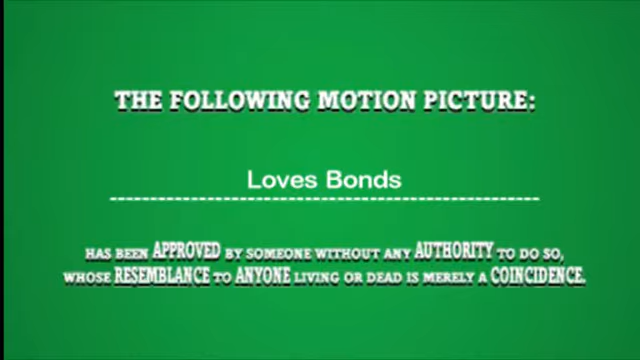 THE FOLLOWING MOTION PICTURE:
Loves Bonds
HAS BEEN APPROVED BY SOMEONE WITHOUT ANY AUTHORITY TO DO SO,
WHOSE RESEMBLANCE TO ANYONE LIVING OR DEAD IS MERELY A COINCIDENCE.